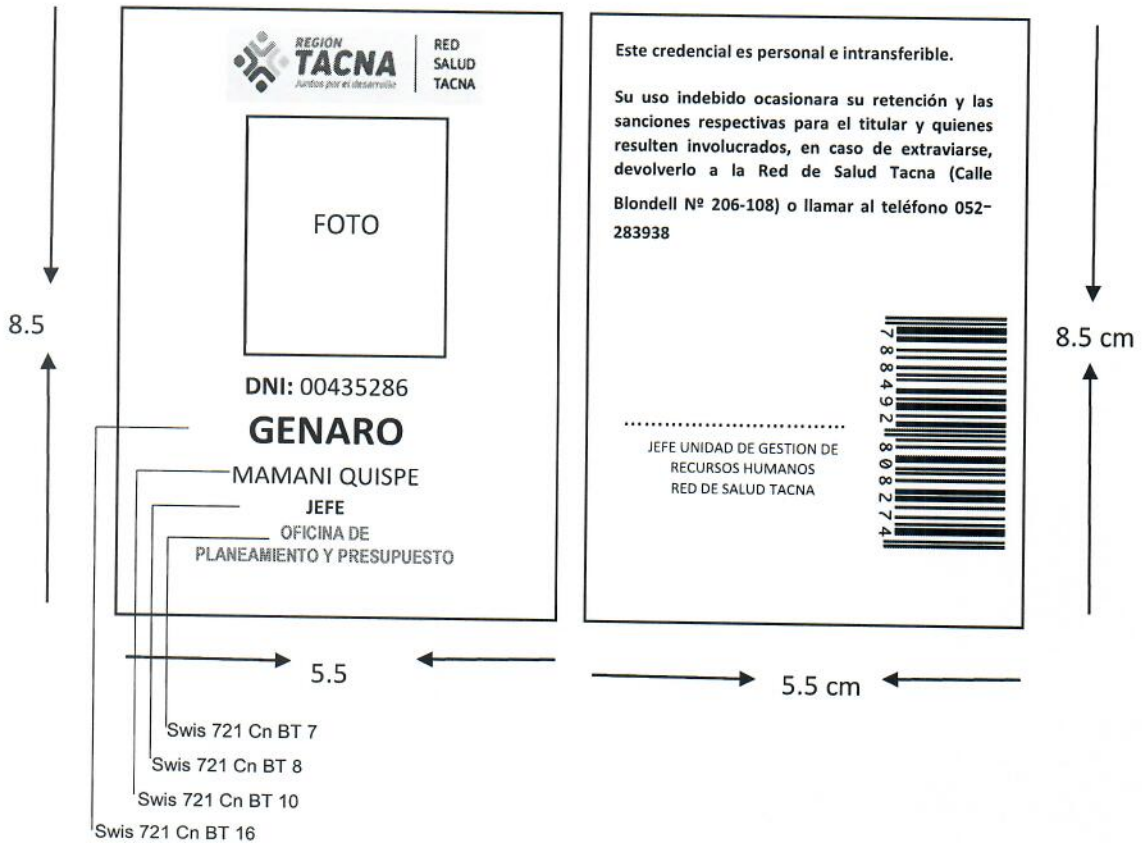 REGION
TACNA
Juntos por el desarrollo
RED
SALUD
TACNA
FOTO
DNI: 00435286
GENARO
MAMANI QUISPE
JEFE
OFICINA DE
PLANEAMIENTO Y PRESUPUESTO
8.5
5.5
Swis 721 Cn BT 7
Swis 721 Cn BT 8
Swis 721 Cn BT 10
Swis 721 Cn BT 16
Este credencial es personal e intransferible.
Su uso indebido ocasionara su retención y las
sanciones respectivas para el titular y quienes
resulten involucrados, en caso de extraviarse,
devolverlo a la Red de Salud Tacna (Calle
Blondell Nº 206-108) o llamar al teléfono 052-
283938
JEFE UNIDAD DE GESTION DE
RECURSOS HUMANOS
RED DE SALUD TACNA
788492 808274
8.5 cm
5.5 cm